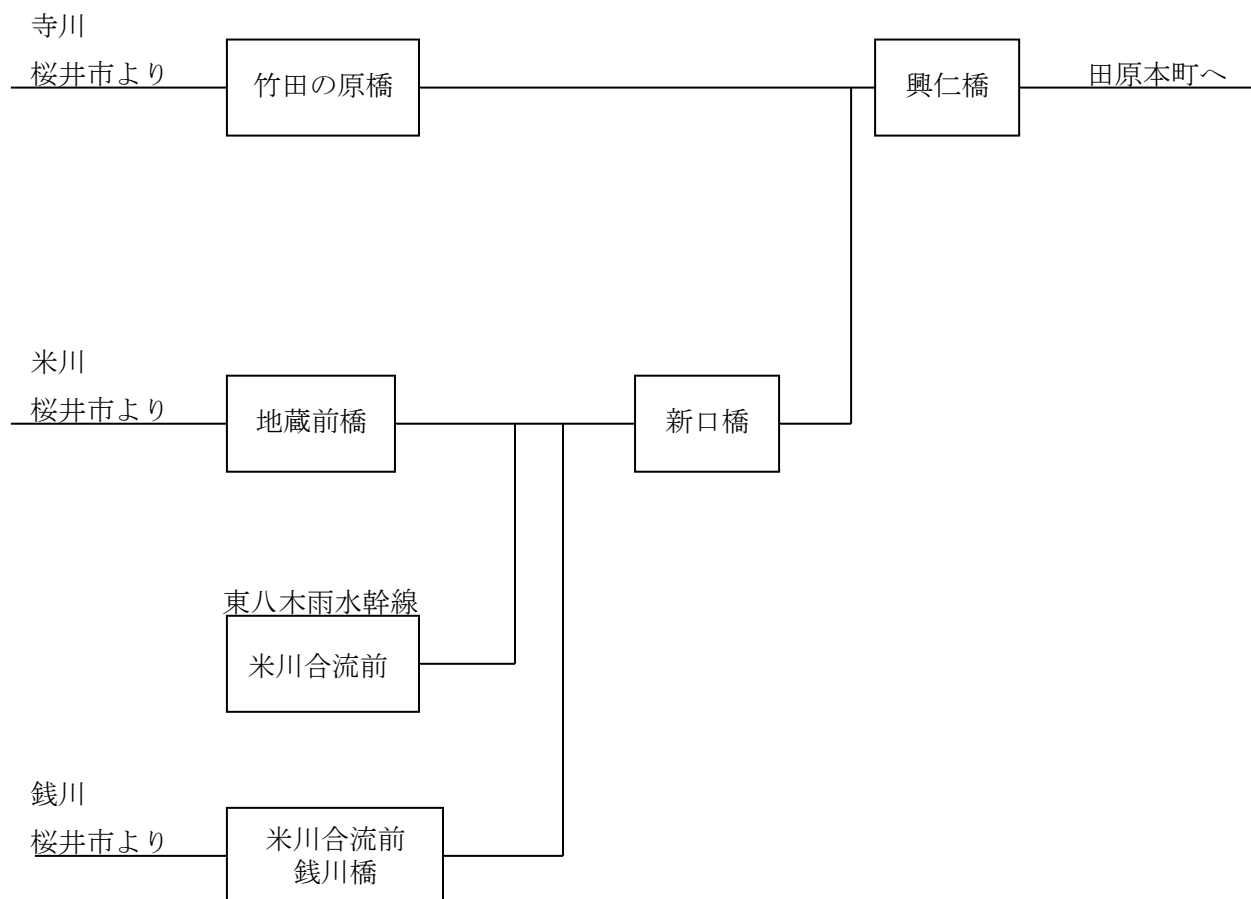 寺川
桜井市より
竹田の原橋
興仁橋
田原本町へ
米川
桜井市より
地蔵前橋
新口橋
東八木雨水幹線
米川合流前
銭川
桜井市より
米川合流前
銭川橋